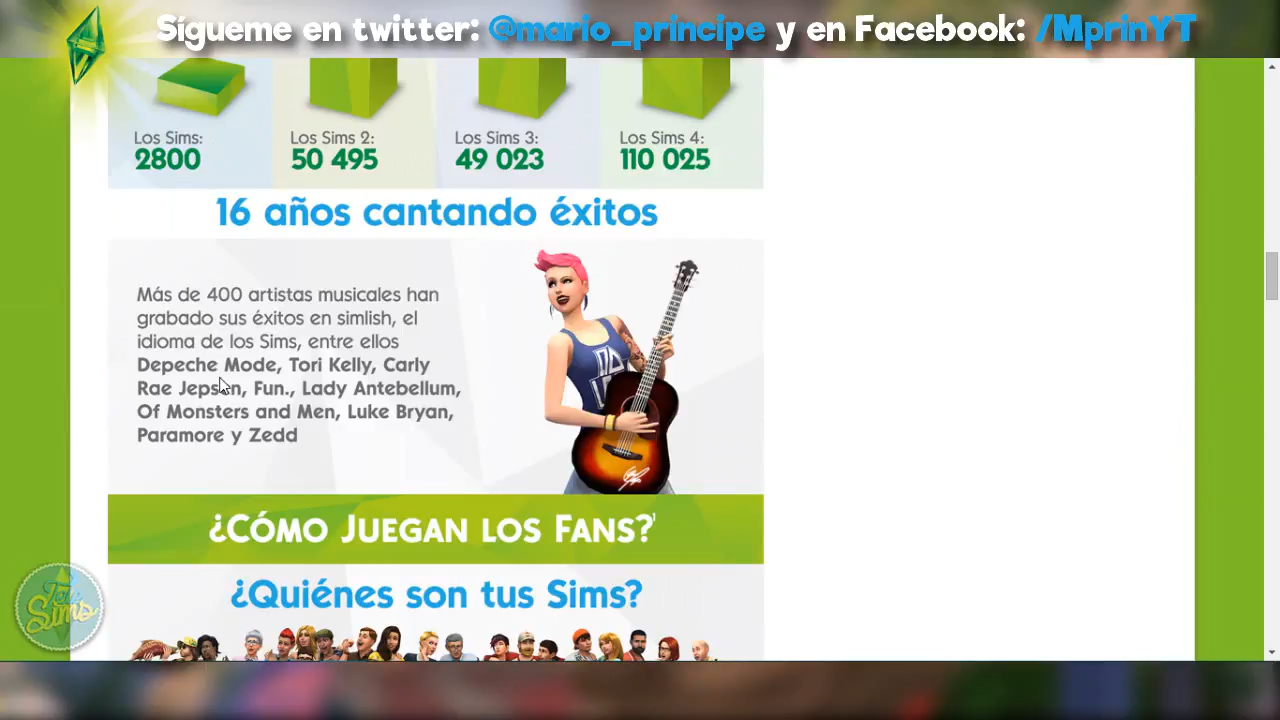 Sígueme en twitter: @mario_principe y en Facebook: /MprinYT
Los Sims:
2800
Los Sims 2:
50 495
Los Sims 3:
49 023
Los Sims 4:
110 025
16 años cantando éxitos
Más de 400 artistas musicales han
grabado sus éxitos en simlish, el
idioma de los Sims, entre ellos
Depeche Mode, Tori Kelly, Carly
Rae Jepsen, Fun., Lady Antebellum,
Of Monsters and Men, Luke Bryan,
Paramore y Zedd
¿CÓMO JUEGAN LOS FANS?¹
¿Quiénes son tus Sims?
Sims